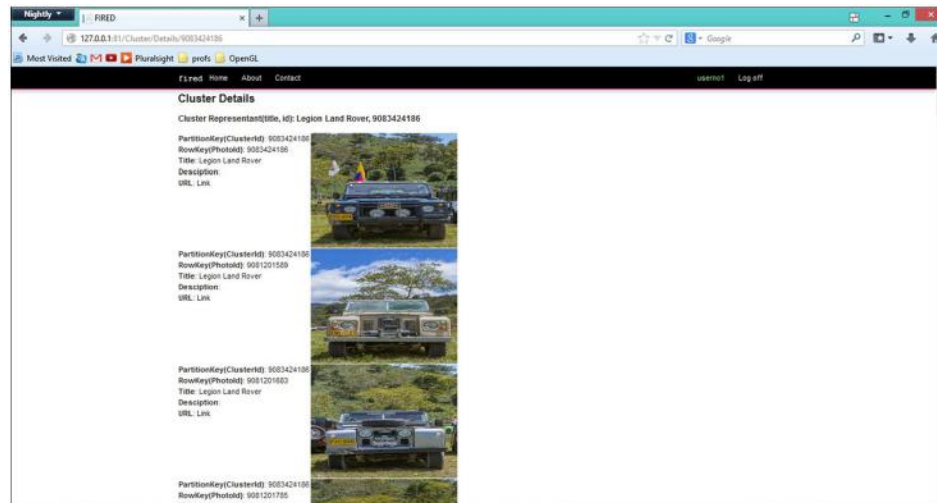 Nightly
FIRED
127.0.0.1:81/Cluster/Details/9083424186
Google
Most Visited
Pluralsight
profs
OpenGL
fired Home About Contact userno1 Log off
Cluster Details
Cluster Representant(title, id): Legion Land Rover, 9083424186
PartitionKey(ClusterId): 9083424186
RowKey(PhotoId): 9083424186
Title: Legion Land Rover
Desciption:
URL: Link
PartitionKey(ClusterId): 9083424186
RowKey(PhotoId): 9081201589
Title: Legion Land Rover
Desciption:
URL: Link
PartitionKey(ClusterId): 9083424186
RowKey(PhotoId): 9081201683
Title: Legion Land Rover
Desciption:
URL: Link
PartitionKey(ClusterId): 9083424186
RowKey(PhotoId): 9081201785